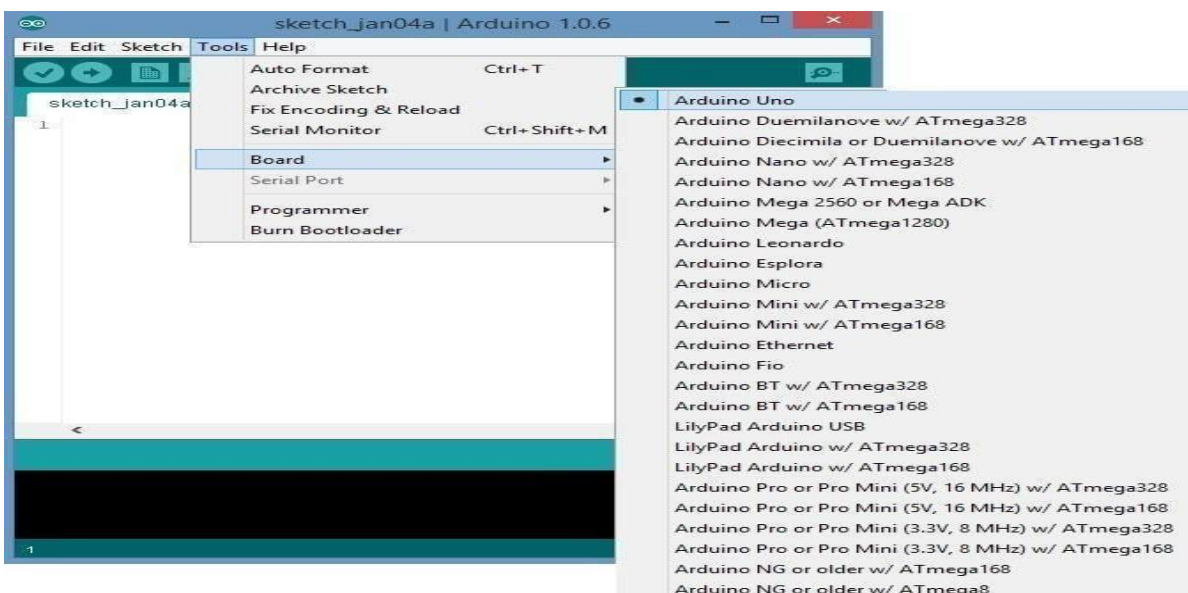 sketch_jan04a | Arduino 1.0.6
File Edit Sketch Tools Help
Auto Format Ctrl+T
Archive Sketch
Fix Encoding & Reload
Serial Monitor Ctrl+Shift+M
Board
Serial Port
Programmer
Burn Bootloader
sketch_jan04a
1
Arduino Uno
Arduino Duemilanove w/ ATmega328
Arduino Diecimila or Duemilanove w/ ATmega168
Arduino Nano w/ ATmega328
Arduino Nano w/ ATmega168
Arduino Mega 2560 or Mega ADK
Arduino Mega (ATmega1280)
Arduino Leonardo
Arduino Esplora
Arduino Micro
Arduino Mini w/ ATmega328
Arduino Mini w/ ATmega168
Arduino Ethernet
Arduino Fio
Arduino BT w/ ATmega328
Arduino BT w/ ATmega168
LilyPad Arduino USB
LilyPad Arduino w/ ATmega328
LilyPad Arduino w/ ATmega168
Arduino Pro or Pro Mini (5V, 16 MHz) w/ ATmega328
Arduino Pro or Pro Mini (5V, 16 MHz) w/ ATmega168
Arduino Pro or Pro Mini (3.3V, 8 MHz) w/ ATmega328
Arduino Pro or Pro Mini (3.3V, 8 MHz) w/ ATmega168
Arduino NG or older w/ ATmega168
Arduino NG or older w/ ATmega8
1